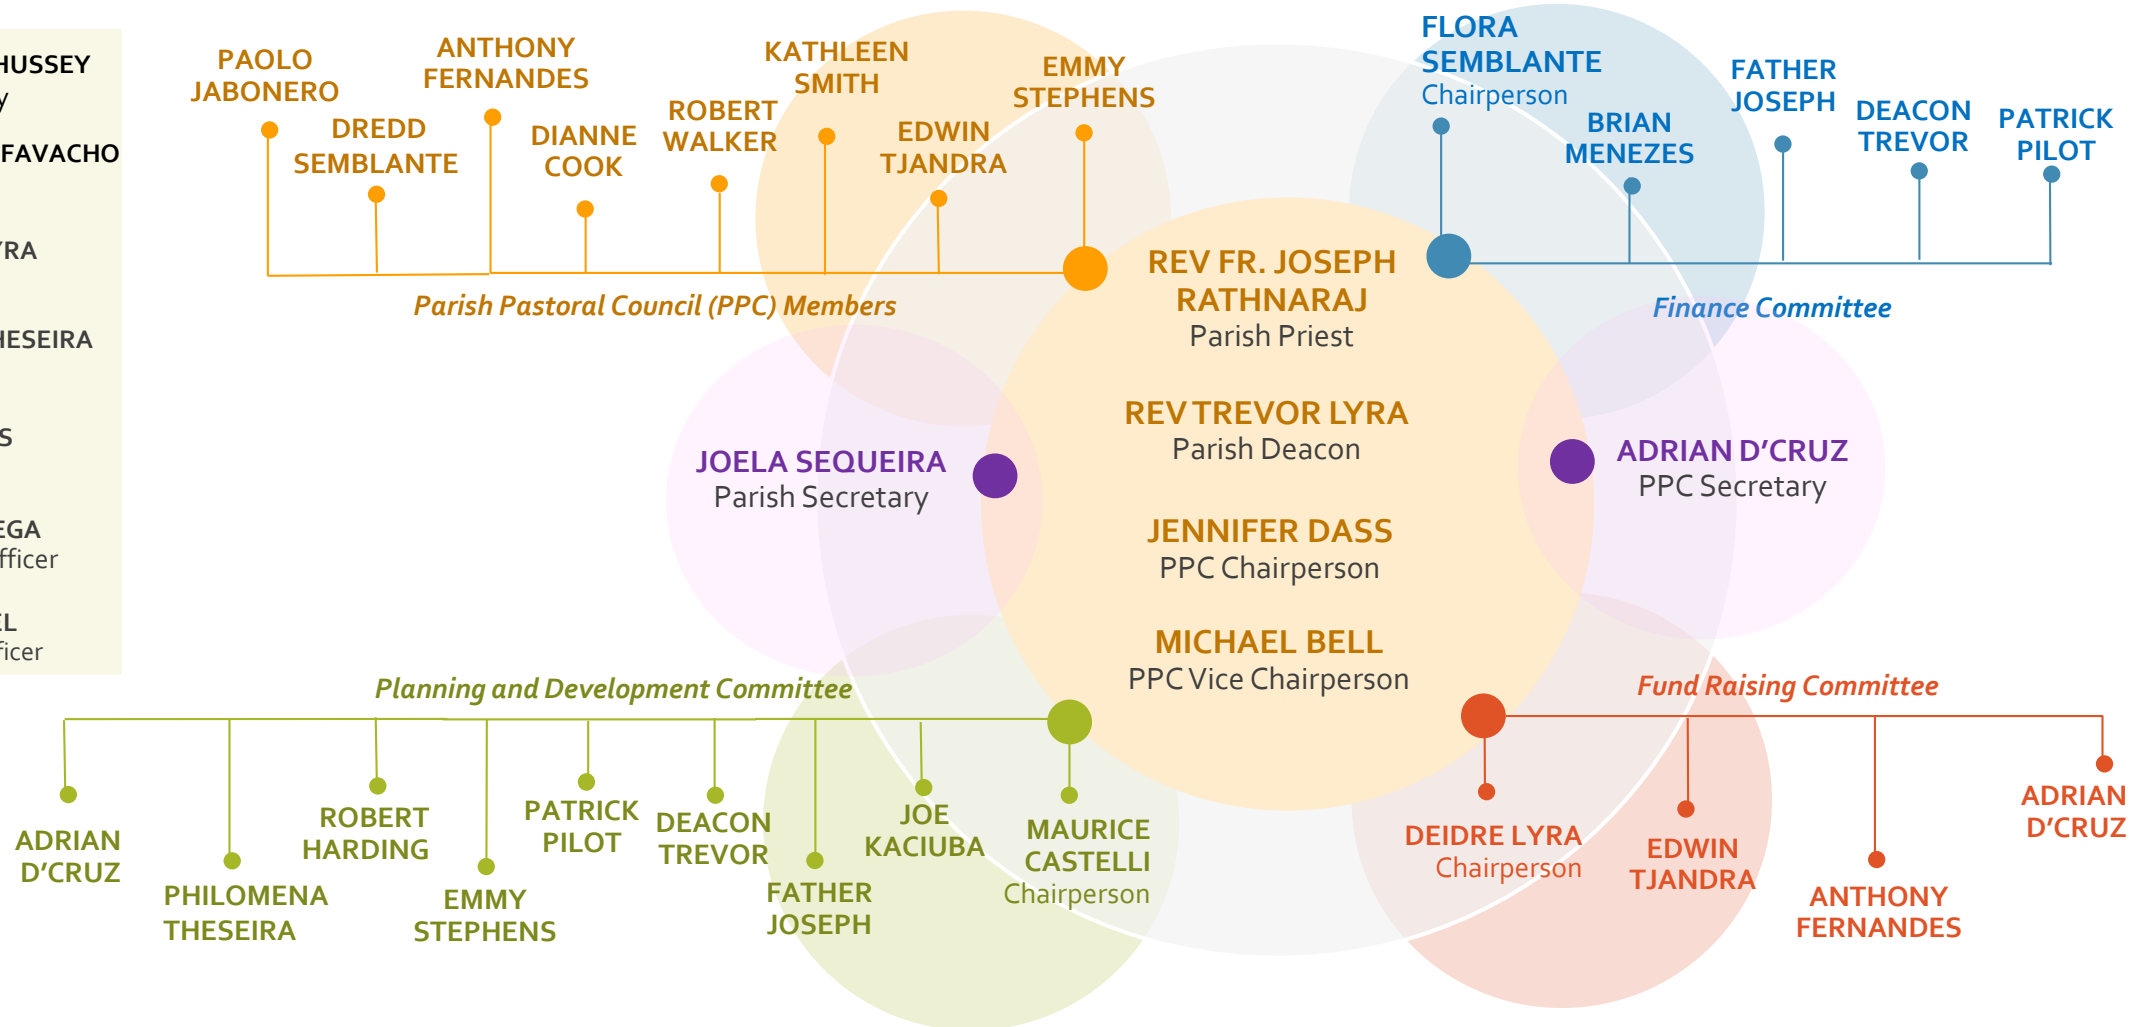 HUSSEY
y
FAVACHO
YRA
HESEIRA
S
EGA
fficer
EL
ficer
PAOLO
JABONERO
DREDD
SEMBLANTE
ANTHONY
FERNANDES
DIANNE
COOK
ROBERT
WALKER
KATHLEEN
SMITH
EDWIN
TJANDRA
EMMY
STEPHENS
Parish Pastoral Council (PPC) Members
FLORA
SEMBLANTE
Chairperson
BRIAN
MENEZES
FATHER
JOSEPH
DEACON
TREVOR
PATRICK
PILOT
Finance Committee
REV FR. JOSEPH
RATHNARAJ
Parish Priest
REV TREVOR LYRA
Parish Deacon
JENNIFER DASS
PPC Chairperson
MICHAEL BELL
PPC Vice Chairperson
JOELA SEQUEIRA
Parish Secretary
ADRIAN D’CRUZ
PPC Secretary
Planning and Development Committee
ADRIAN
D’CRUZ
PHILOMENA
THESEIRA
ROBERT
HARDING
EMMY
STEPHENS
PATRICK
PILOT
DEACON
TREVOR
FATHER
JOSEPH
JOE
KACIUBA
MAURICE
CASTELLI
Chairperson
Fund Raising Committee
DEIDRE LYRA
Chairperson
EDWIN
TJANDRA
ANTHONY
FERNANDES
ADRIAN
D’CRUZ